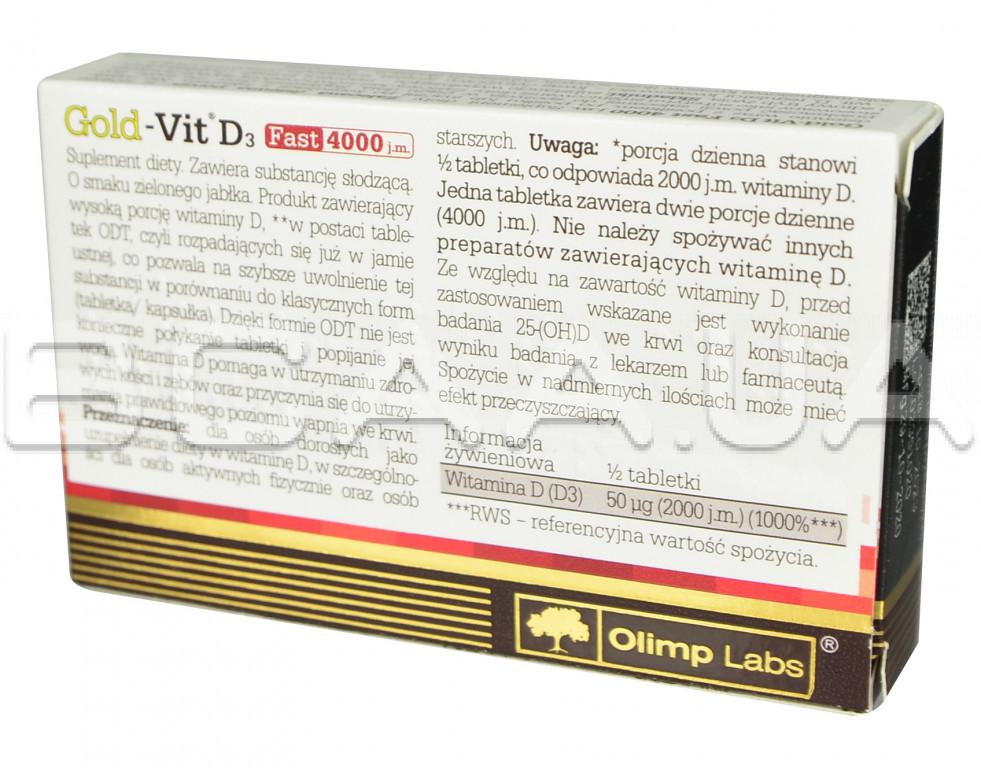 Gold-Vit® D3 Fast 4000 j.m.
Suplement diety. Zawiera substancję słodzącą.
O smaku zielonego jabłka. Produkt zawierający
wysoką porcję witaminy D, **w postaci table-
tek ODT, czyli rozpadających się już w jamie
ustnej, co pozwala na szybsze uwolnienie tej
substancji w porównaniu do klasycznych form
(tabletka/ kapsułka). Dzięki formie ODT nie jest
konieczne połykanie tabletki i popijanie jej
wodą. Witamina D pomaga w utrzymaniu zdro-
wych kości i zębów oraz przyczynia się do utrzy-
prawidłowego poziomu wapnia we krwi.
Przeznaczenie: dla osób dorosłych jako
uzupełnienie diety w witaminę D, w szczególno-
ści dla osób aktywnych fizycznie oraz osób
starszych. Uwaga: *porcja dzienna stanowi
½ tabletki, co odpowiada 2000 j.m. witaminy D.
Jedna tabletka zawiera dwie porcje dzienne
(4000 j.m.). Nie należy spożywać innych
preparatów zawierających witaminę D.
Ze względu na zawartość witaminy D, przed
zastosowaniem wskazane jest wykonanie
badania 25-(OH)D we krwi oraz konsultacja
wyniku badania z lekarzem lub farmaceutą.
Spożycie w nadmiernych ilościach może mieć
efekt przeczyszczający.
Informacja
żywieniowa ½ tabletki
Witamina D (D3) 50 µg (2000 j.m.) (1000%***)
***RWS – referencyjna wartość spożycia.
Olimp Labs ®
EGAA.UA